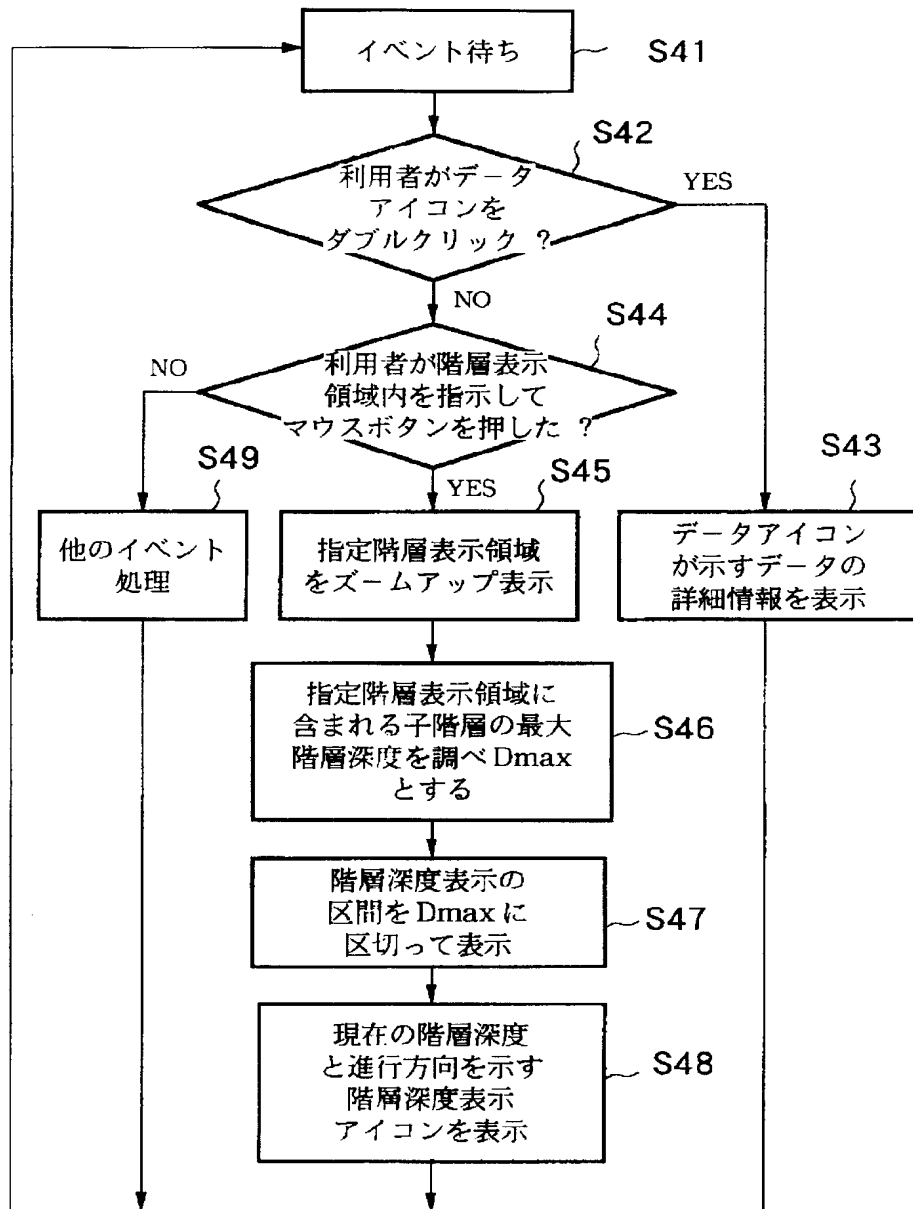 イベント待ち
S41
S42
利用者がデータ
アイコンを
ダブルクリック ?
YES
NO
S44
利用者が階層表示
領域内を指示して
マウスボタンを押した ?
NO
YES
S49
他のイベント
処理
S45
指定階層表示領域
をズームアップ表示
S43
データアイコン
が示すデータの
詳細情報を表示
指定階層表示領域に
含まれる子階層の最大
階層深度を調べDmax
とする
S46
階層深度表示の
区間をDmaxに
区切って表示
S47
現在の階層深度
と進行方向を示す
階層深度表示
アイコンを表示
S48